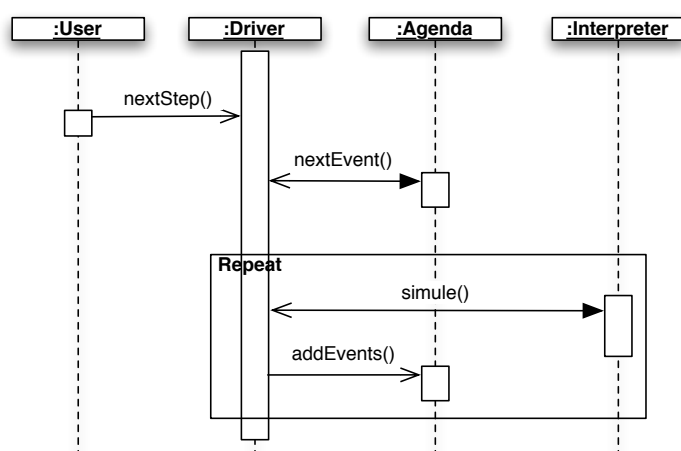 :User
:Driver
:Agenda
:Interpreter
nextStep()
nextEvent()
Repeat
simule()
addEvents()